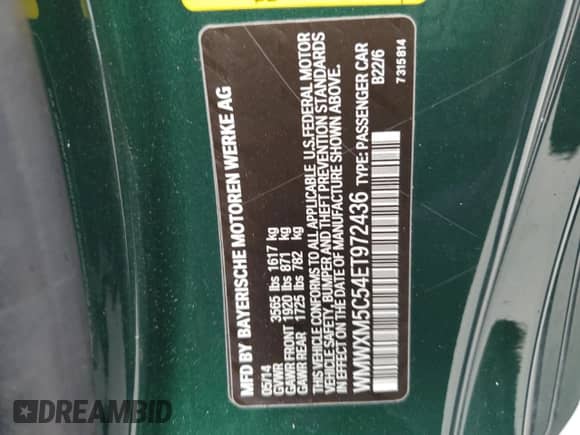 MFD BY BAYERISCHE MOTOREN WERKE AG
05/14
GVWR 3565 lbs 1617 kg
GAWR FRONT 1920 lbs 871 kg
GAWR REAR 1725 lbs 782 kg
THIS VEHICLE CONFORMS TO ALL APPLICABLE U.S. FEDERAL MOTOR
VEHICLE SAFETY, BUMPER AND THEFT PREVENTION STANDARDS
IN EFFECT ON THE DATE OF MANUFACTURE SHOWN ABOVE.
WMWXM5C54ET972436 TYPE: PASSENGER CAR
B22/6
7315814
DREAMBID